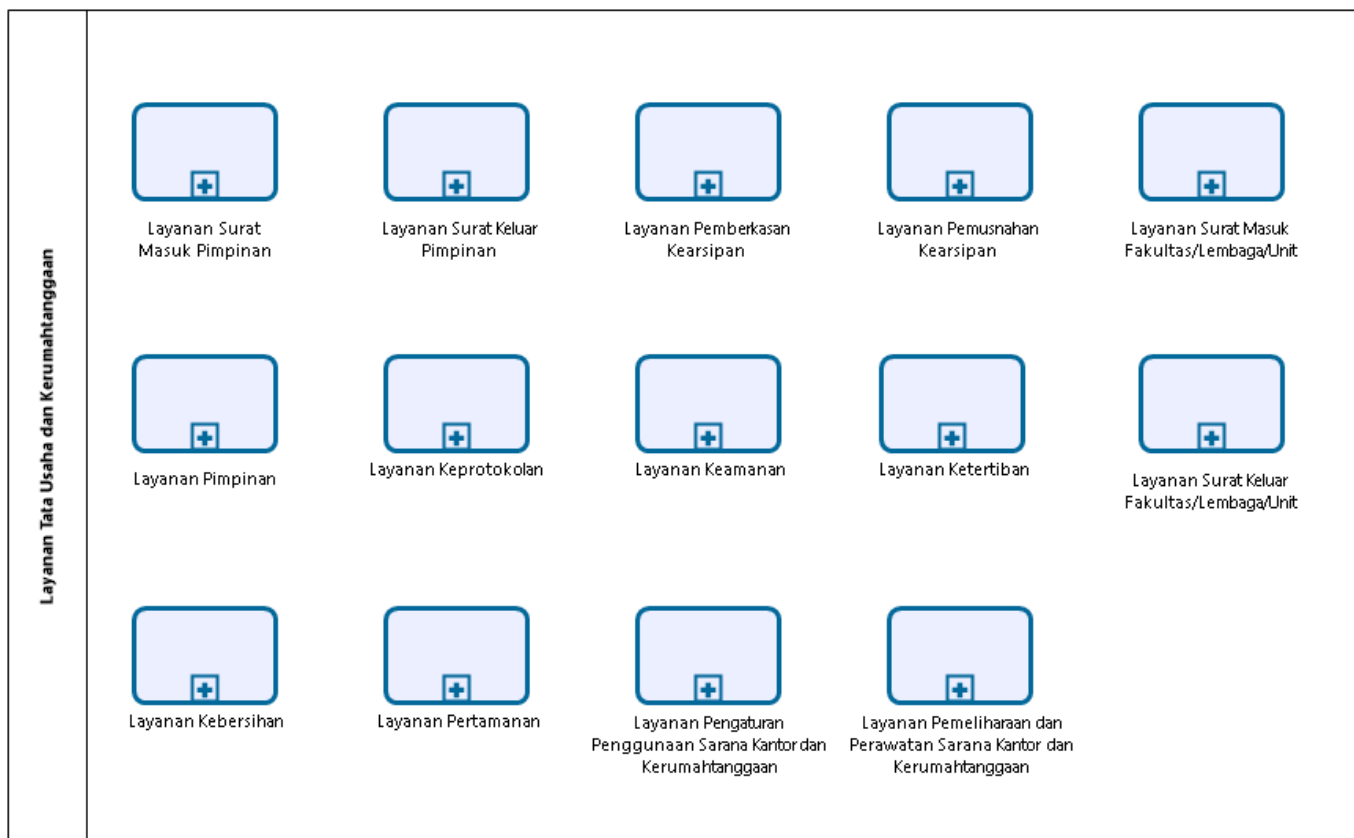 Layanan Tata Usaha dan Kerumahtanggaan
Layanan Surat
Masuk Pimpinan
Layanan Surat Keluar
Pimpinan
Layanan Pemberkasan
Kearsipan
Layanan Pemusnahan
Kearsipan
Layanan Surat Masuk
Fakultas/Lembaga/Unit
Layanan Pimpinan
Layanan Keprotokolan
Layanan Keamanan
Layanan Ketertiban
Layanan Surat Keluar
Fakultas/Lembaga/Unit
Layanan Kebersihan
Layanan Pertamanan
Layanan Pengaturan
Penggunaan Sarana Kantor dan
Kerumahtanggaan
Layanan Pemeliharaan dan
Perawatan Sarana Kantor dan
Kerumahtanggaan